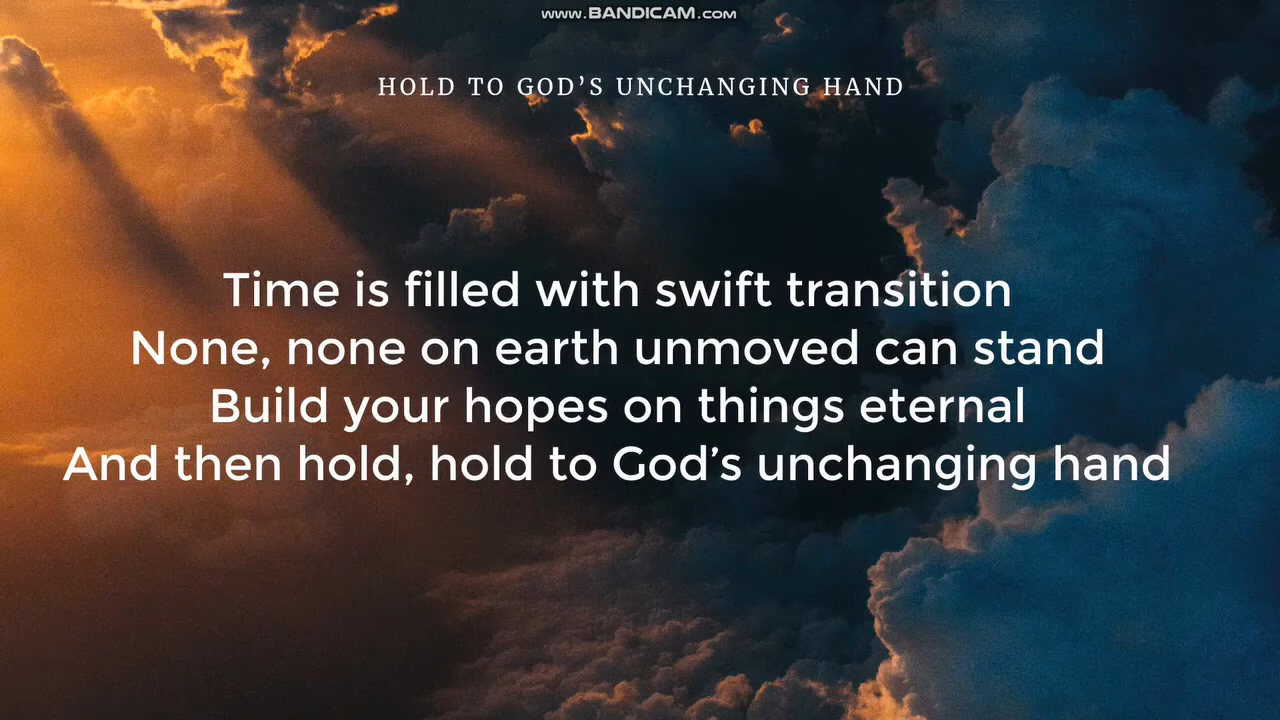 www.BANDICAM.com
HOLD TO GOD’S UNCHANGING HAND
Time is filled with swift transition
None, none on earth unmoved can stand
Build your hopes on things eternal
And then hold, hold to God’s unchanging hand